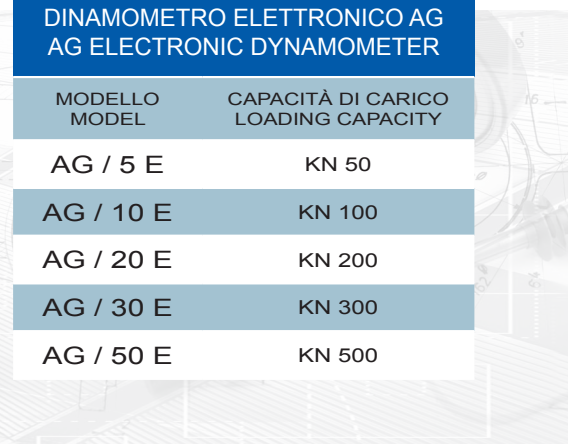 DINAMOMETRO ELETTRONICO AG
AG ELECTRONIC DYNAMOMETER
MODELLO CAPACITÀ DI CARICO
MODEL LOADING CAPACITY
AG / 5 E KN 50
AG / 10 E KN 100
AG / 20 E KN 200
AG / 30 E KN 300
AG / 50 E KN 500